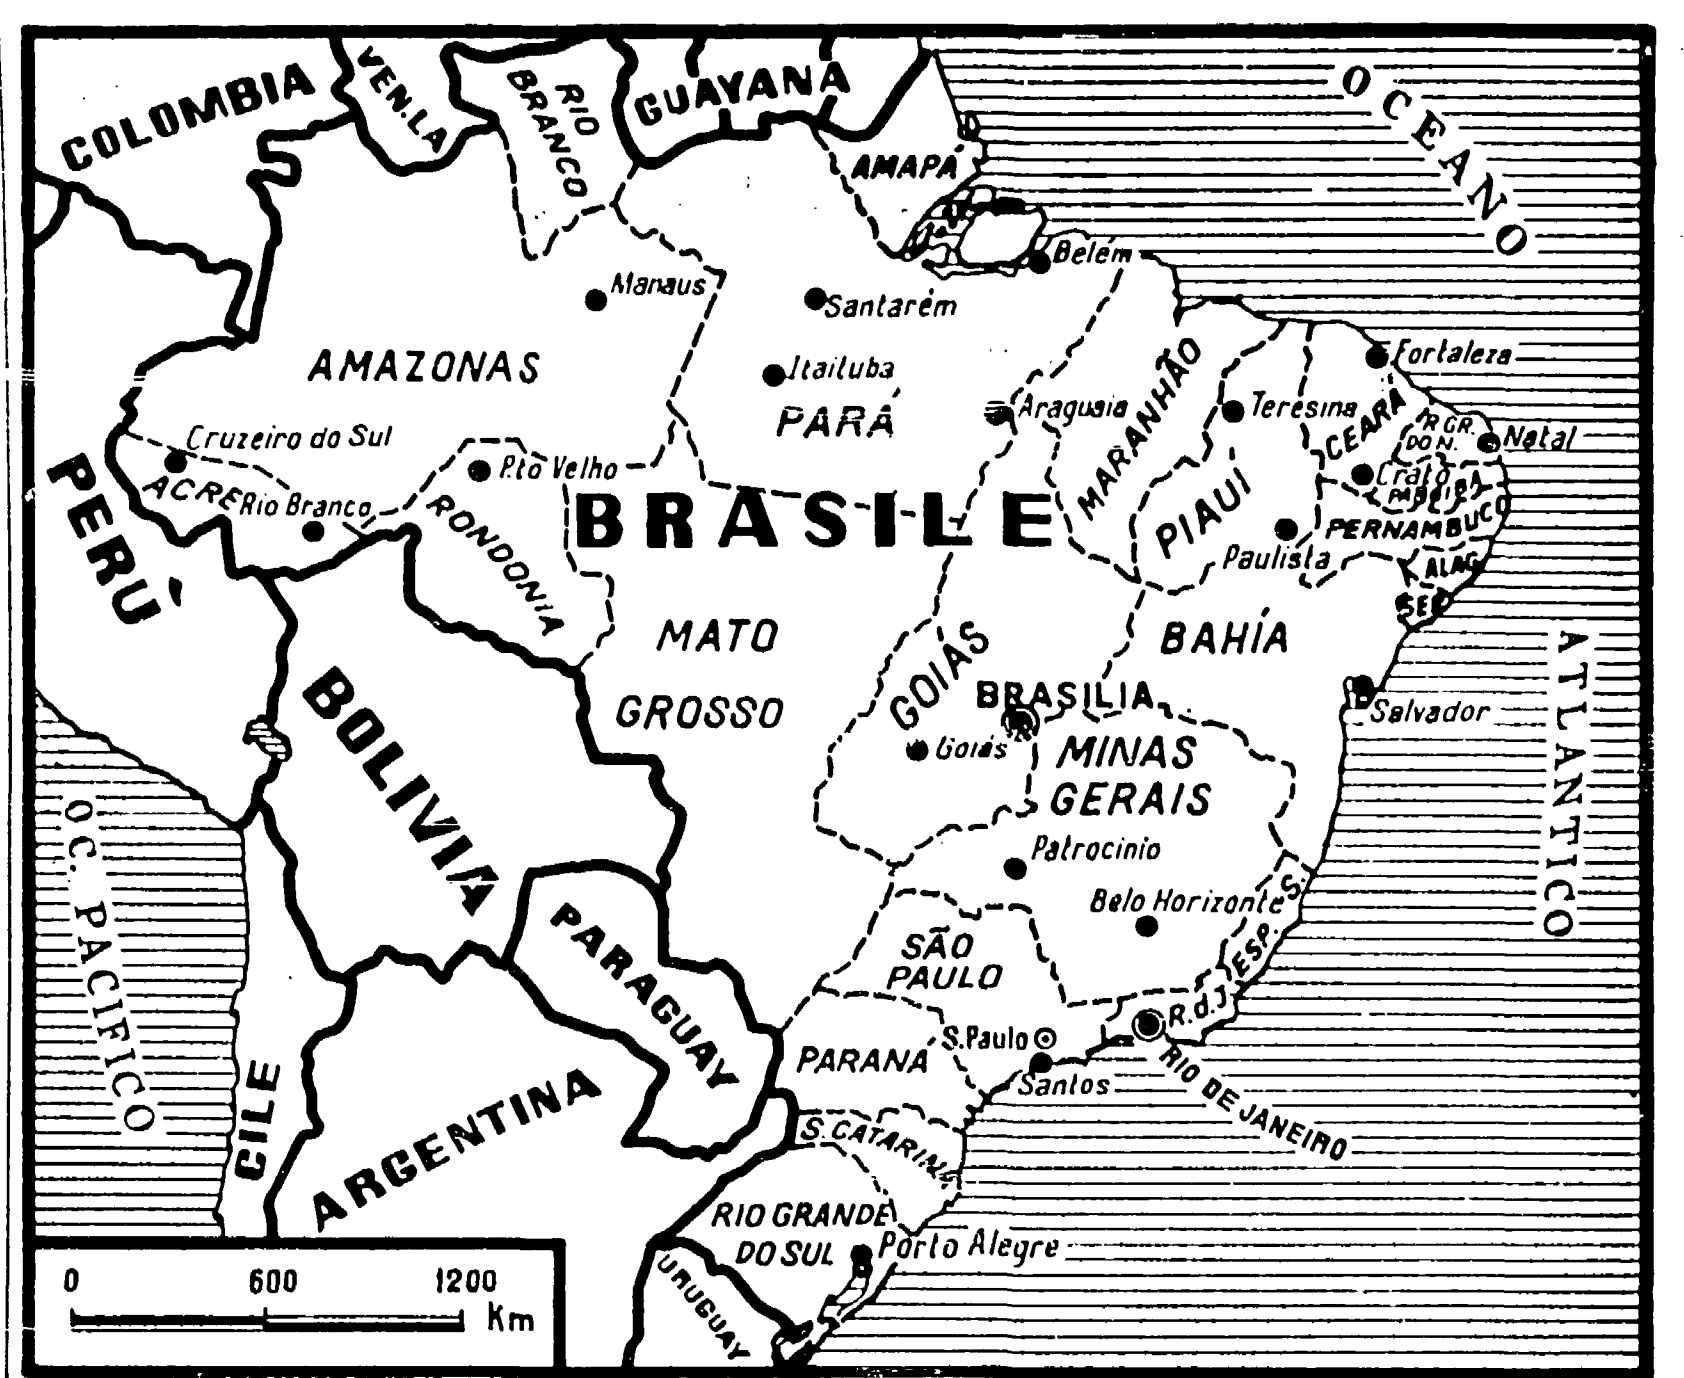 COLOMBIA
VEN.LA
RIO
BRANCO
GUAYANA
AMAPÁ
OCEANO
Belém
Manaus
Santarém
AMAZONAS
Itaituba
PARÁ
Araguaia
MARANHÃO
Teresina
Fortaleza
CEARÁ
R GR.
DO N.
Natal
Cruzeiro do Sul
ACRE
Rio Branco
P.to Velho
RONDONIA
BRASILE
PIAUI
Crato
PARAIBA
PERNAMBUCO
Paulista
ALAG
SER
PERÚ
MATO
GROSSO
GOIÁS
BAHÍA
BRASILIA
Goiás
Salvador
ATLANTICO
MINAS
GERAIS
BOLIVIA
OC. PACIFICO
Patrocinio
Belo Horizonte
ESP. S.
SÃO
PAULO
PARAGUAY
R.d.J.
S.Paulo
PARANÁ
Santos
RIO DE JANEIRO
CILE
ARGENTINA
S. CATARINA
RIO GRANDE
DO SUL
Porto Alegre
URUGUAY
0 600 1200
Km